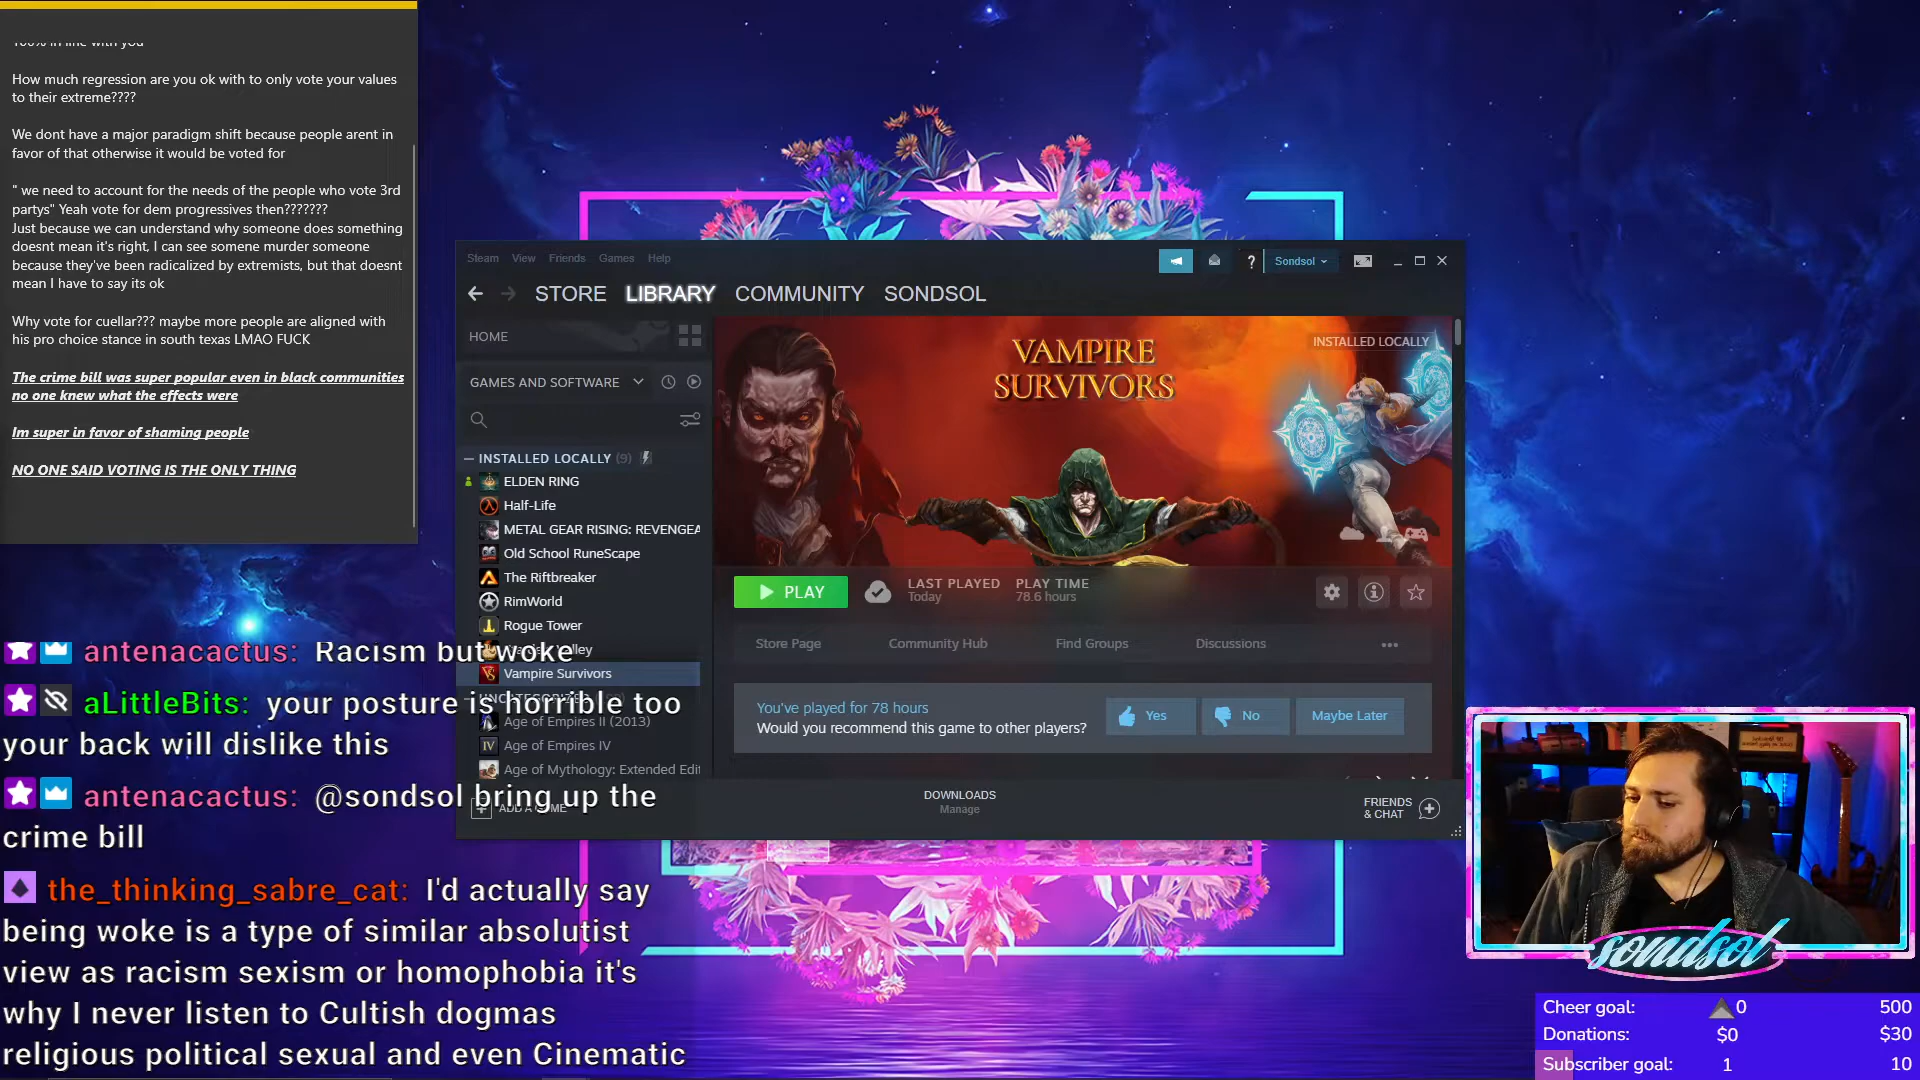 100% in line with you
How much regression are you ok with to only vote your values
to their extreme????
We dont have a major paradigm shift because people arent in
favor of that otherwise it would be voted for
" we need to account for the needs of the people who vote 3rd
partys" Yeah vote for dem progressives then???????
Just because we can understand why someone does something
doesnt mean it's right, I can see somene murder someone
because they've been radicalized by extremists, but that doesnt
mean I have to say its ok
Why vote for cuellar??? maybe more people are aligned with
his pro choice stance in south texas LMAO FUCK
The crime bill was super popular even in black communities
no one knew what the effects were
Im super in favor of shaming people
NO ONE SAID VOTING IS THE ONLY THING
Steam View Friends Games Help
? Sondsol
STORE LIBRARY COMMUNITY SONDSOL
HOME
GAMES AND SOFTWARE
INSTALLED LOCALLY (9)
ELDEN RING
Half-Life
METAL GEAR RISING: REVENGEA
Old School RuneScape
The Riftbreaker
RimWorld
Rogue Tower
Valley
Vampire Survivors
Age of Empires II (2013)
Age of Empires IV
Age of Mythology: Extended Edit
ADD A GAME
VAMPIRE
SURVIVORS
INSTALLED LOCALLY
PLAY
LAST PLAYED
Today
PLAY TIME
78.6 hours
Store Page Community Hub Find Groups Discussions
You've played for 78 hours
Would you recommend this game to other players?
Yes No Maybe Later
DOWNLOADS
Manage
FRIENDS
& CHAT
antenacactus: Racism but woke
aLittleBits: your posture is horrible too
your back will dislike this
antenacactus: @sondsol bring up the
crime bill
the_thinking_sabre_cat: I'd actually say
being woke is a type of similar absolutist
view as racism sexism or homophobia it's
why I never listen to Cultish dogmas
religious political sexual and even Cinematic
sondsol
Cheer goal: 0 500
Donations: $0 $30
Subscriber goal: 1 10